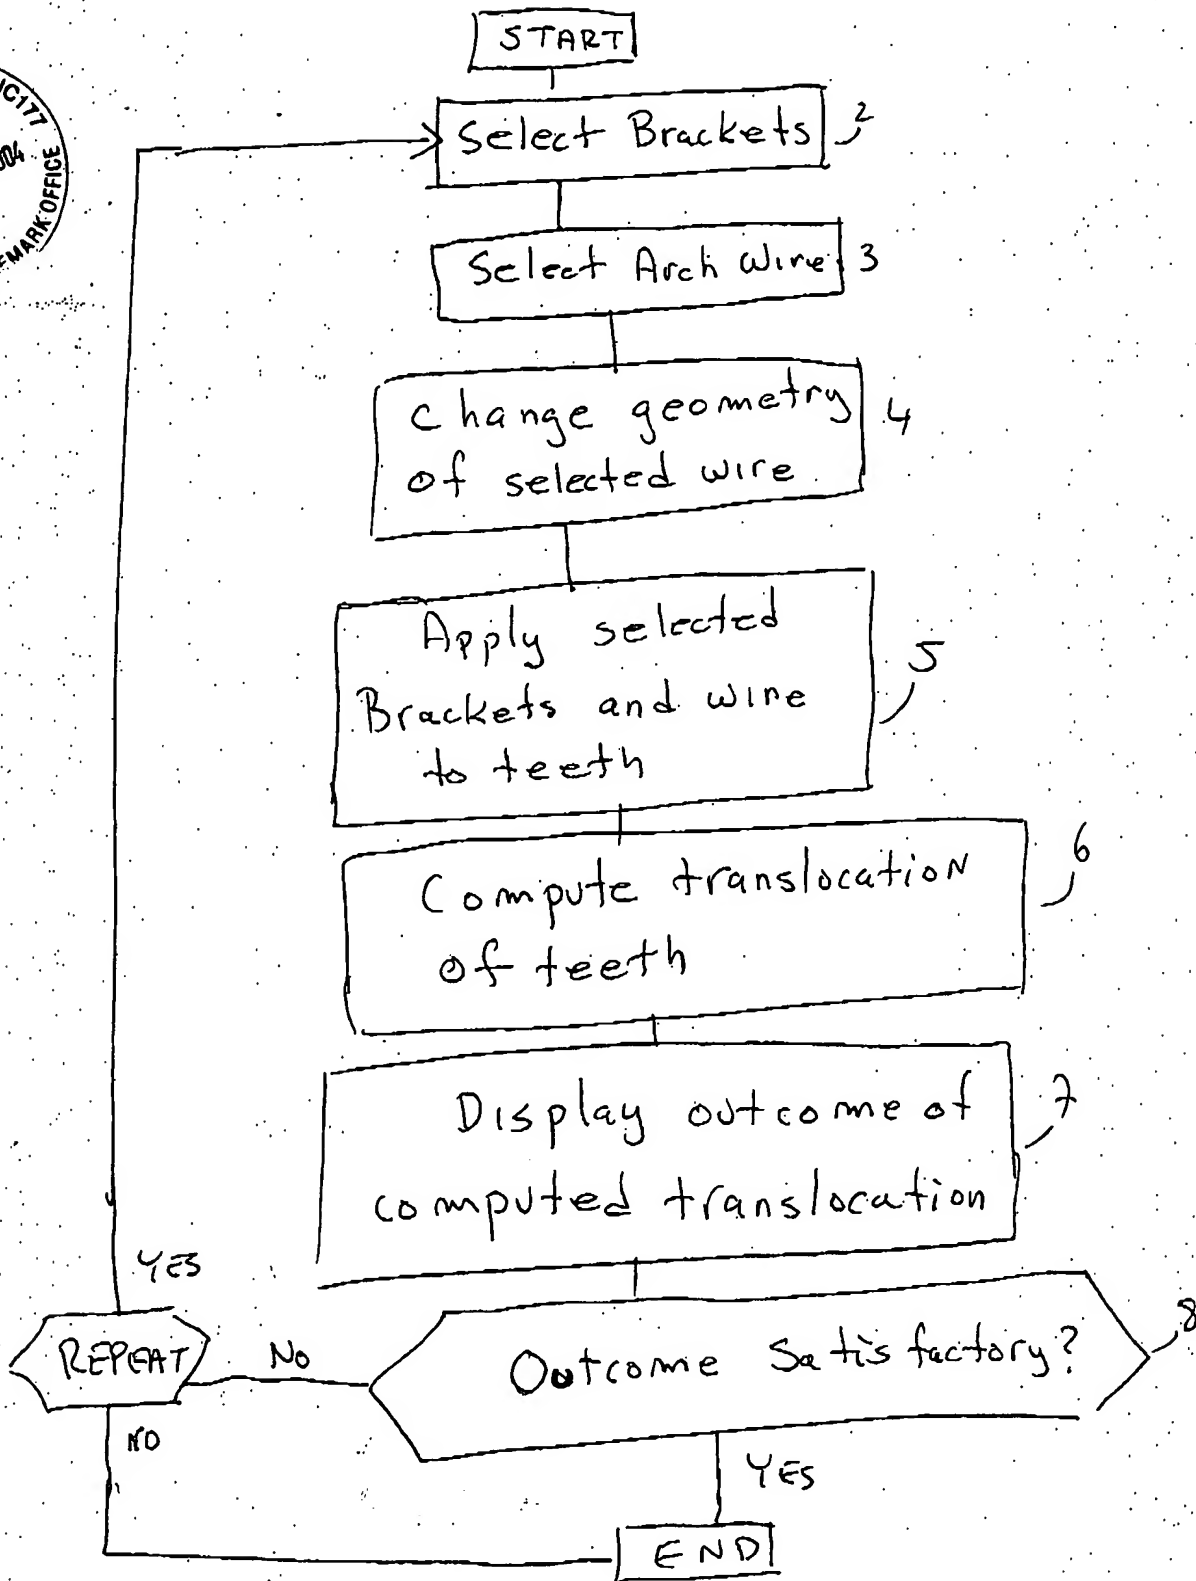 START
Select Brackets 2
Select Arch Wire 3
Change geometry 4
of selected wire
Apply selected
Brackets and wire 5
to teeth
Compute translocation 6
of teeth
Display outcome of 7
computed translocation
YES
REPEAT
No
Outcome Satisfactory? 8
NO
YES
END